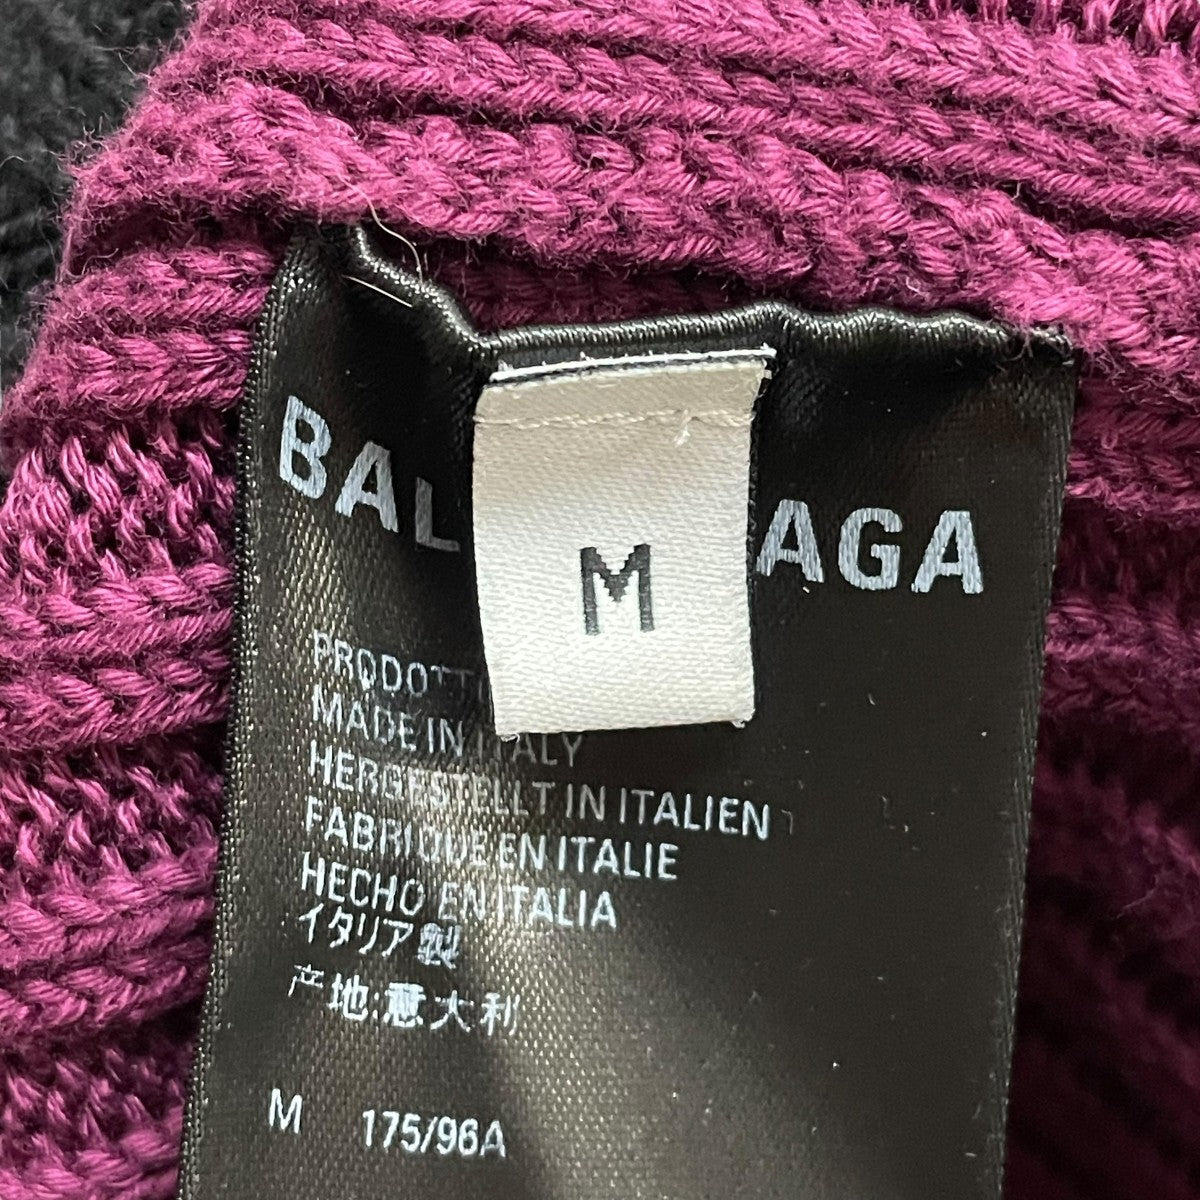 BAL AGA
M
PRODOTT
MADE IN ITALY
HERGESTELLT IN ITALIEN
FABRIQUE EN ITALIE
HECHO EN ITALIA
イタリア製
产地:意大利
M 175/96A